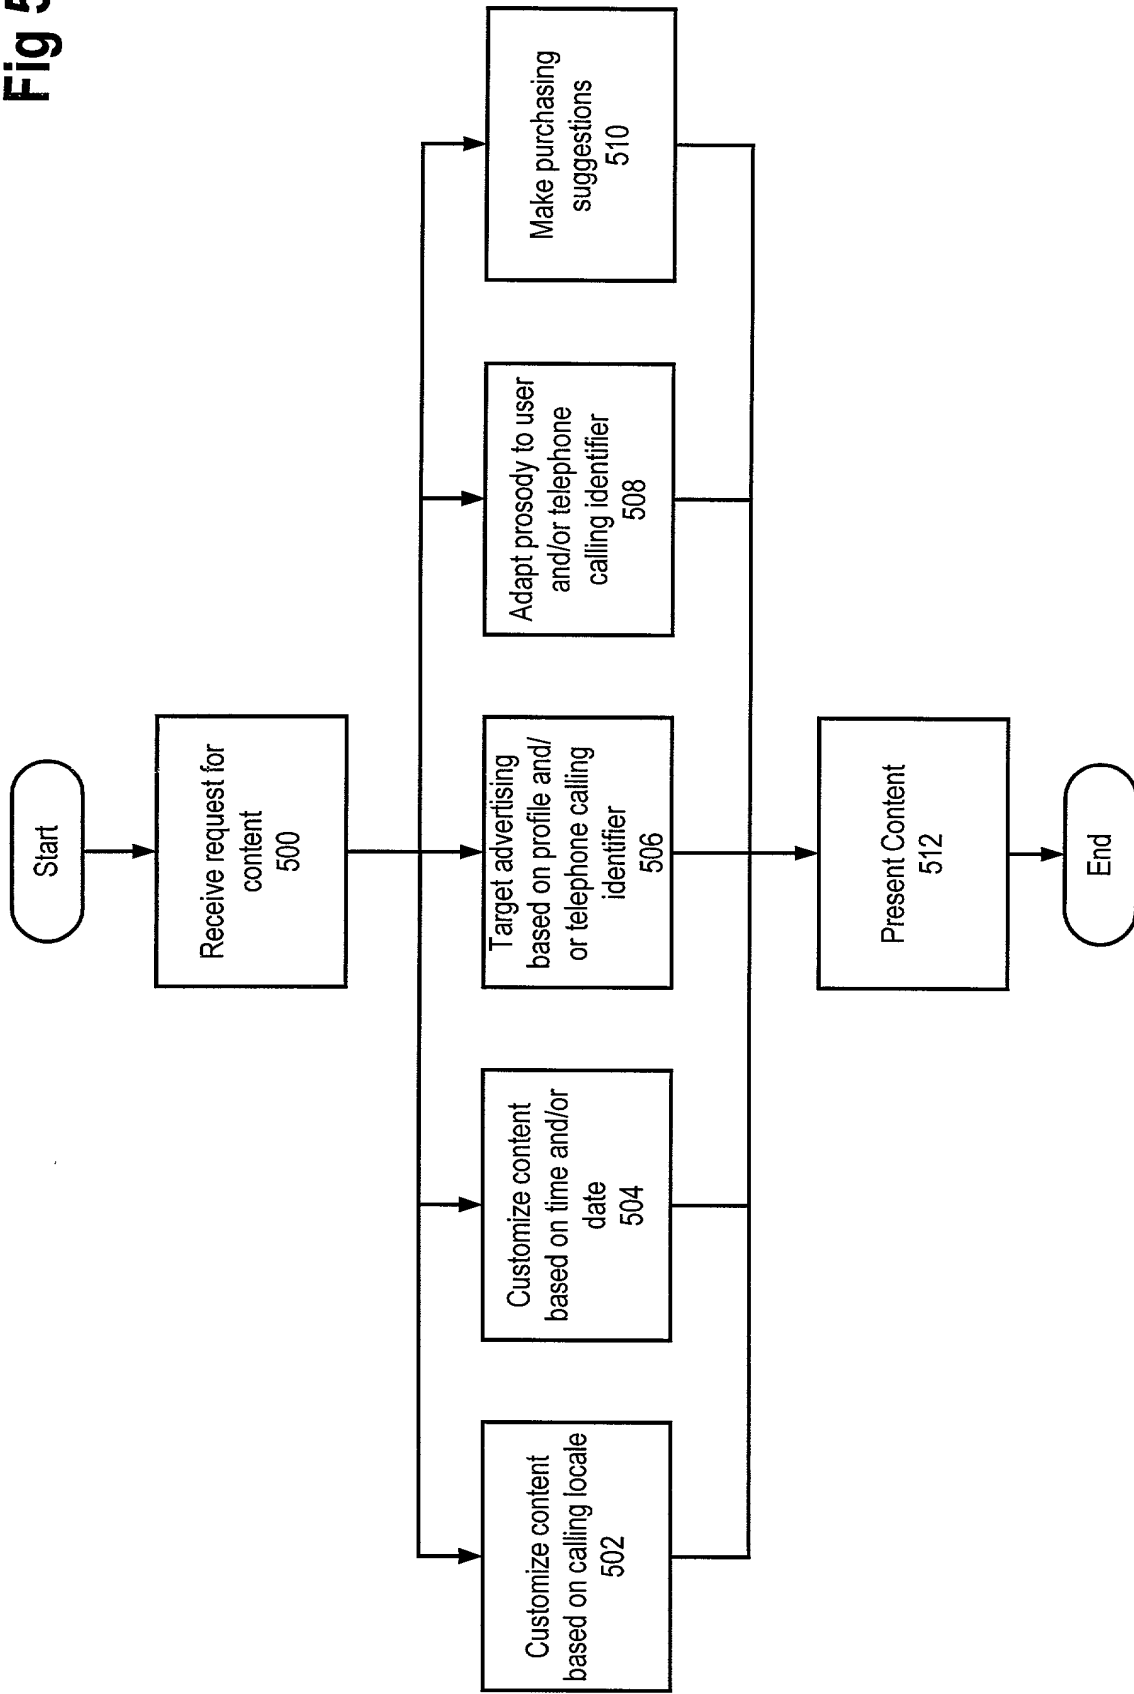 Fig 5
Start
Receive request for
content
500
Customize content
based on calling locale
502
Customize content
based on time and/or
date
504
Target advertising
based on profile and/
or telephone calling
identifier
506
Adapt prosody to user
and/or telephone
calling identifier
508
Make purchasing
suggestions
510
Present Content
512
End